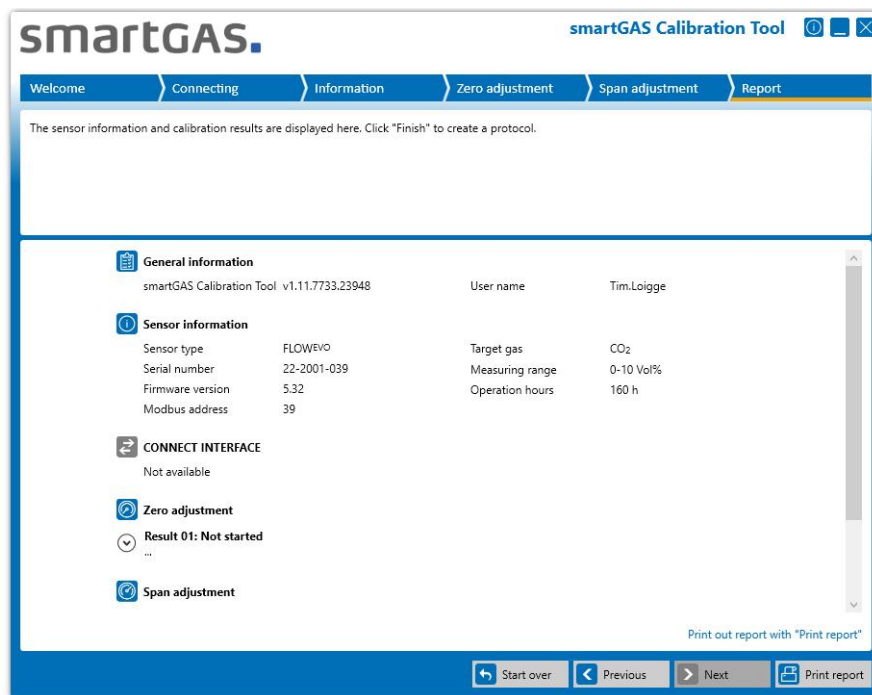 smartGAS.
smartGAS Calibration Tool
Welcome Connecting Information Zero adjustment Span adjustment Report
The sensor information and calibration results are displayed here. Click "Finish" to create a protocol.
General information
smartGAS Calibration Tool v1.11.7733.23948 User name Tim.Loigge
Sensor information
Sensor type FLOWEVO Target gas CO2
Serial number 22-2001-039 Measuring range 0-10 Vol%
Firmware version 5.32 Operation hours 160 h
Modbus address 39
CONNECT INTERFACE
Not available
Zero adjustment
Result 01: Not started
...
Span adjustment
Print out report with "Print report"
Start over Previous Next Print report